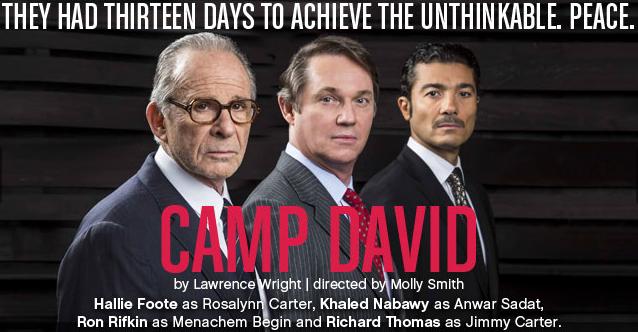 THEY HAD THIRTEEN DAYS TO ACHIEVE THE UNTHINKABLE. PEACE.
CAMP DAVID
by Lawrence Wright | directed by Molly Smith
Hallie Foote as Rosalynn Carter, Khaled Nabawy as Anwar Sadat,
Ron Rifkin as Menachem Begin and Richard Thomas as Jimmy Carter.